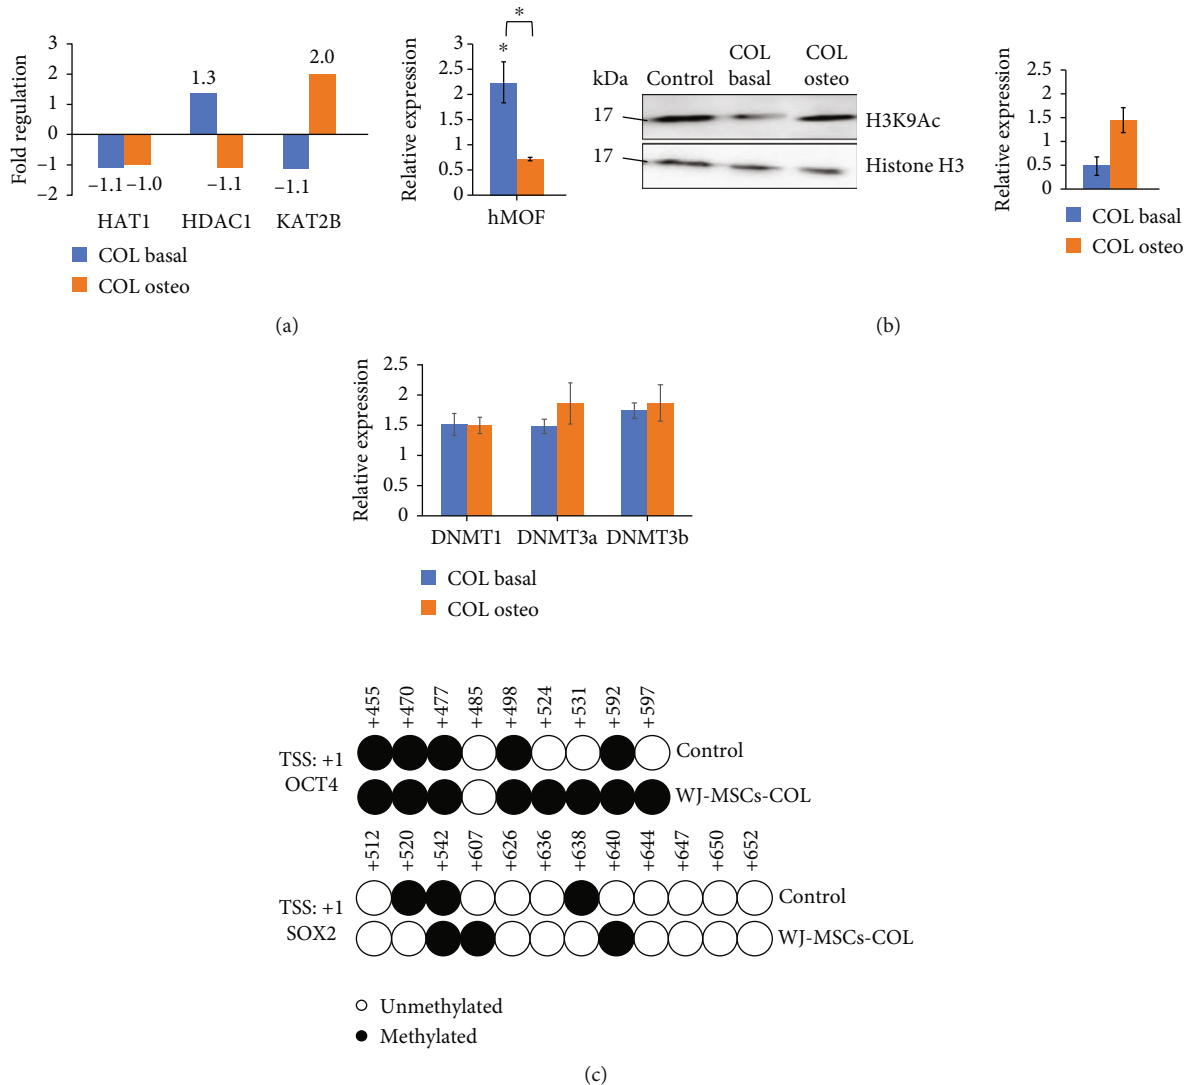 Fold regulation
3
2
1
0
−1
−2
1.3
2.0
−1.1
−1.0
−1.1
−1.1
HAT1
HDAC1
KAT2B
COL basal
COL osteo
Relative expression
3
2.5
2
1.5
1
0.5
0
*
*
hMOF
(a)
kDa
Control
COL
basal
COL
osteo
17
H3K9Ac
17
Histone H3
Relative expression
2
1.5
1
0.5
0
COL basal
COL osteo
(b)
Relative expression
2.5
2
1.5
1
0.5
0
DNMT1
DNMT3a
DNMT3b
COL basal
COL osteo
+455
+470
+477
+485
+498
+524
+531
+592
+597
TSS: +1
OCT4
Control
WJ-MSCs-COL
+512
+520
+542
+607
+626
+636
+638
+640
+644
+647
+650
+652
TSS: +1
SOX2
Control
WJ-MSCs-COL
Unmethylated
Methylated
(c)